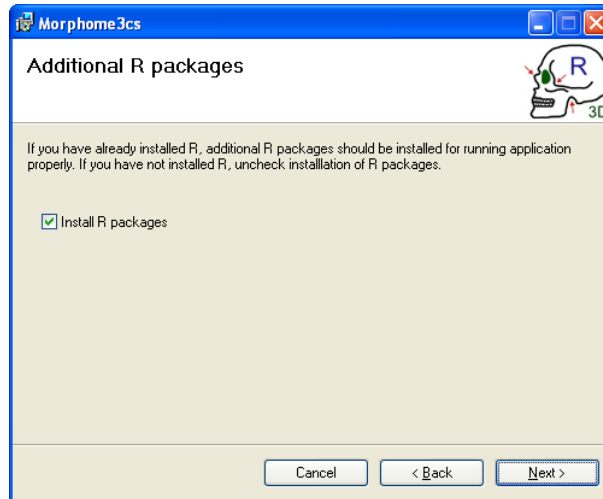 Morphome3cs
Additional R packages
R
3D
If you have already installed R, additional R packages should be installed for running application
properly. If you have not installed R, uncheck installlation of R packages.
Install R packages
Cancel
< Back
Next >